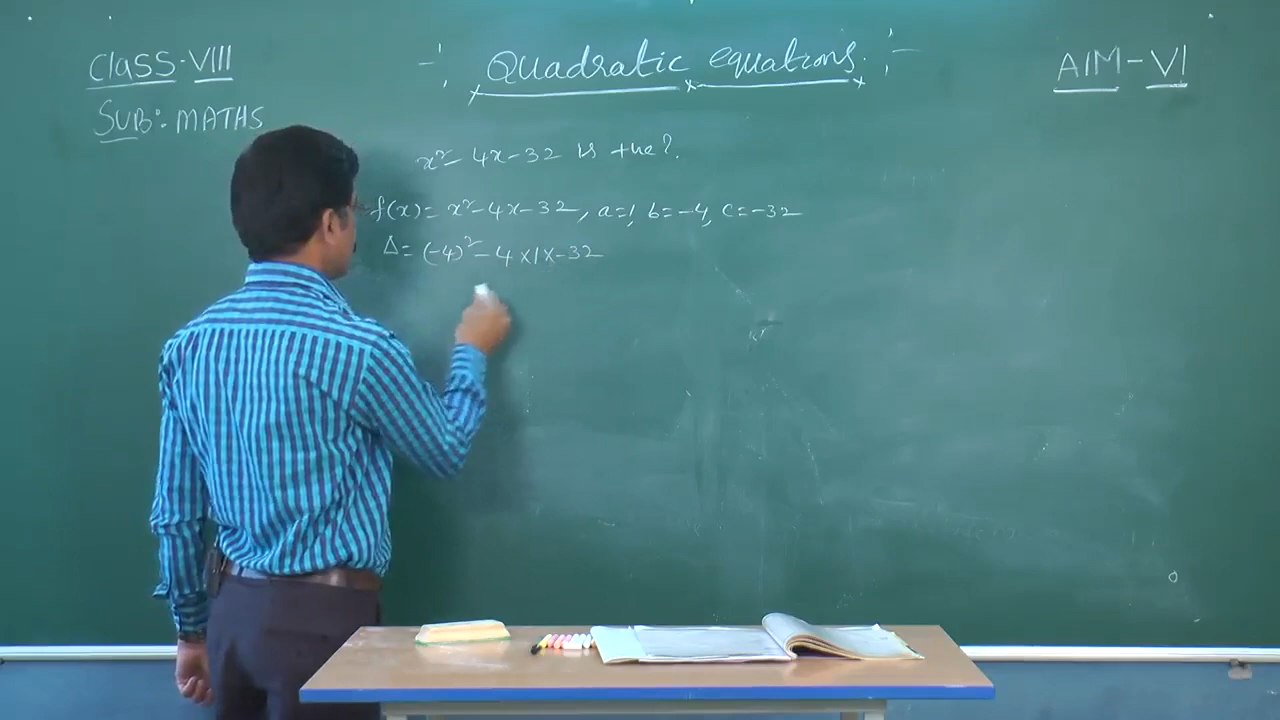 Class-VIII
Quadratic equations.
AIM-VI
SUB: MATHS
x²-4x-32 is +ve?.
f(x)= x²-4x-32, a=1, b=-4, c=-32
Δ= (-4)²-4×1×-32